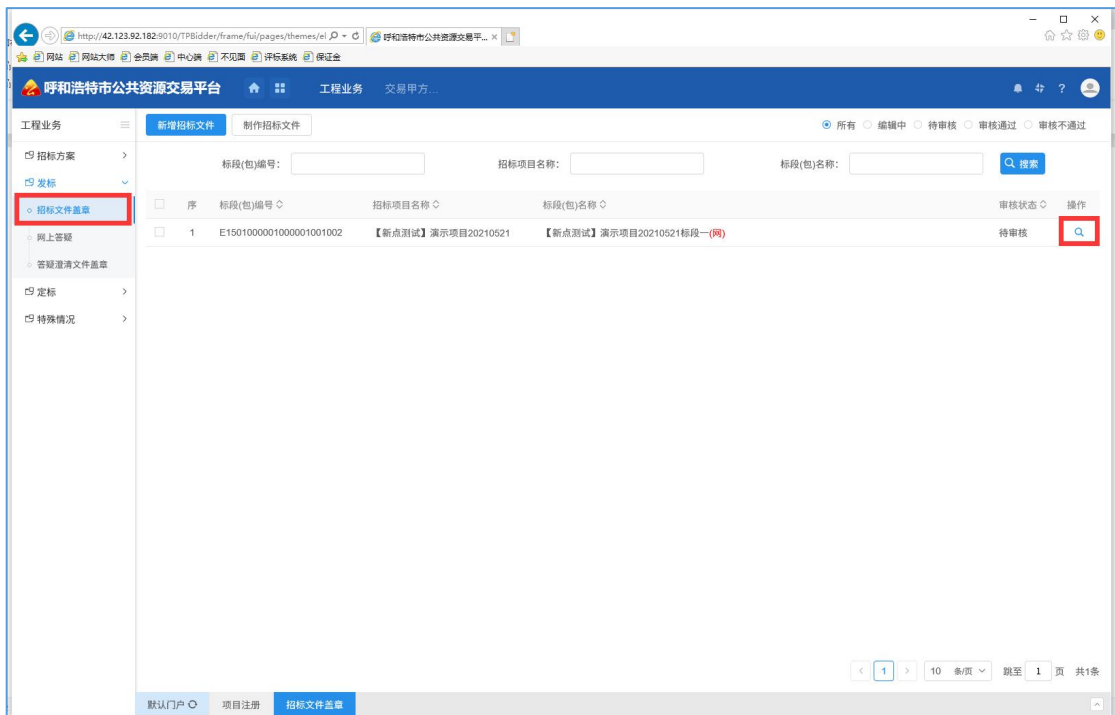 http://42.123.92.182:9010/TPBidder/frame/fui/pages/themes/el 呼和浩特市公共资源交易平...
网站 网站大师 会员端 中心端 不见面 评标系统 保证金
呼和浩特市公共资源交易平台 工程业务 交易甲方...
工程业务 新增招标文件 制作招标文件 所有 编辑中 待审核 审核通过 审核不通过
招标方案 标段(包)编号: 招标项目名称: 标段(包)名称: 搜索
发标
招标文件盖章 序 标段(包)编号 招标项目名称 标段(包)名称 审核状态 操作
网上答疑 1 E1501000001000001001002 【新点测试】演示项目20210521 【新点测试】演示项目20210521标段一(网) 待审核
答疑澄清文件盖章
定标
特殊情况
1 10 条/页 跳至 1 页 共1条
默认门户 项目注册 招标文件盖章